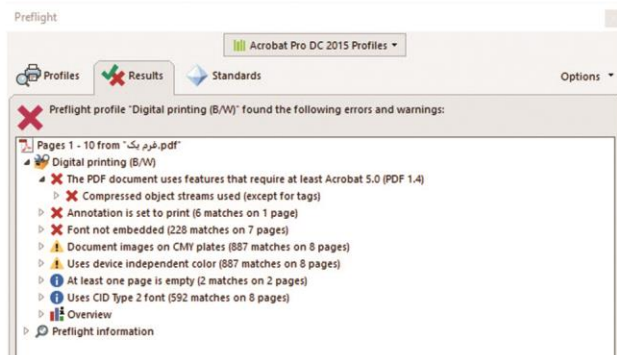 Preflight
Acrobat Pro DC 2015 Profiles
Profiles
Results
Standards
Options
Preflight profile "Digital printing (B/W)" found the following errors and warnings:
Pages 1 - 10 from "فرم یک.pdf"
Digital printing (B/W)
The PDF document uses features that require at least Acrobat 5.0 (PDF 1.4)
Compressed object streams used (except for tags)
Annotation is set to print (6 matches on 1 page)
Font not embedded (228 matches on 7 pages)
Document images on CMY plates (887 matches on 8 pages)
Uses device independent color (887 matches on 8 pages)
At least one page is empty (2 matches on 2 pages)
Uses CID Type 2 font (592 matches on 8 pages)
Overview
Preflight information